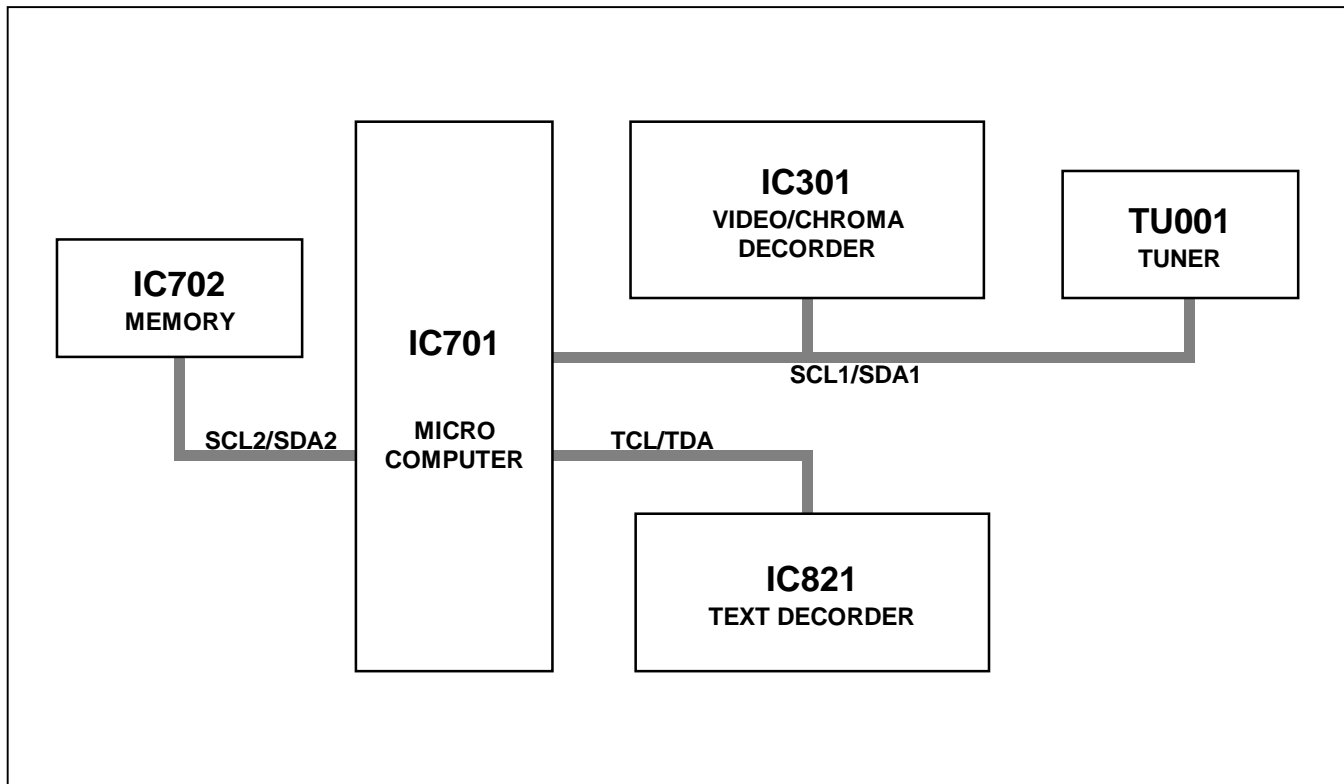 IC702
MEMORY
SCL2/SDA2
IC701
MICRO
COMPUTER
IC301
VIDEO/CHROMA
DECORDER
TU001
TUNER
SCL1/SDA1
TCL/TDA
IC821
TEXT DECORDER